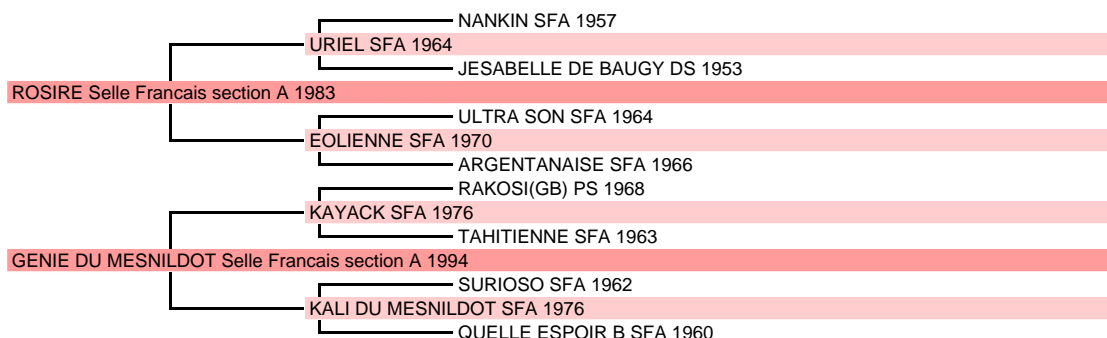 NANKIN SFA 1957
URIEL SFA 1964
JESABELLE DE BAUGY DS 1953
ROSIRE Selle Francais section A 1983
ULTRA SON SFA 1964
EOLIENNE SFA 1970
ARGENTANAISE SFA 1966
RAKOSI(GB) PS 1968
KAYACK SFA 1976
TAHITIENNE SFA 1963
GENIE DU MESNILDOT Selle Francais section A 1994
SURIOSO SFA 1962
KALI DU MESNILDOT SFA 1976
QUELLE ESPOIR B SFA 1960